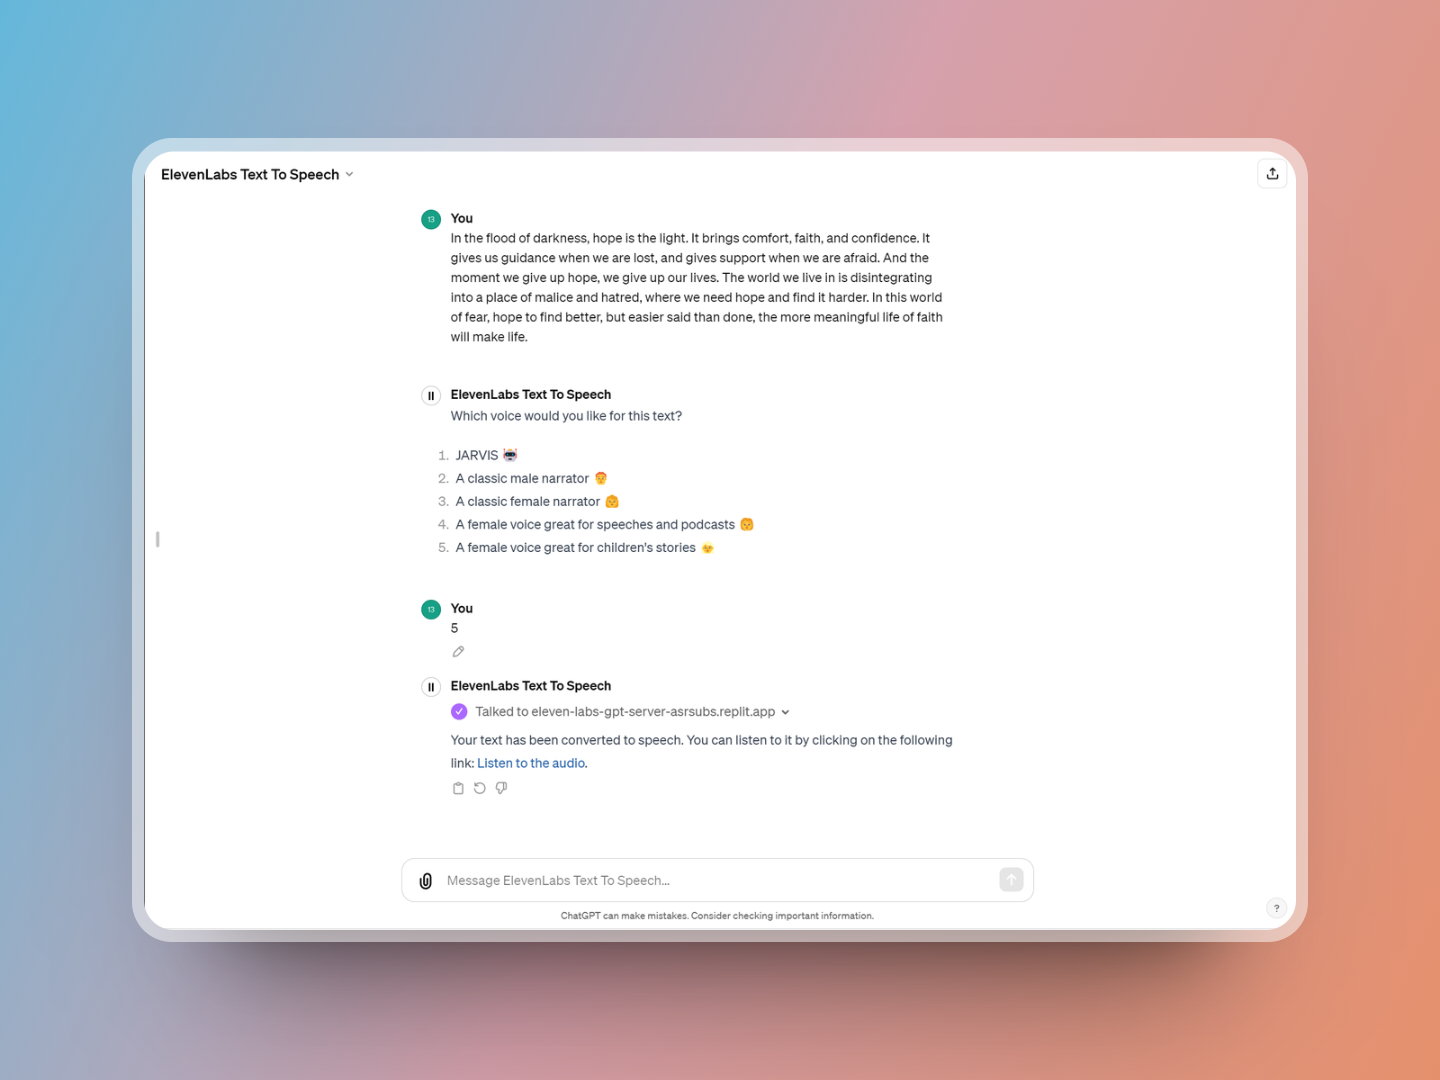 ElevenLabs Text To Speech
13
You
In the flood of darkness, hope is the light. It brings comfort, faith, and confidence. It
gives us guidance when we are lost, and gives support when we are afraid. And the
moment we give up hope, we give up our lives. The world we live in is disintegrating
into a place of malice and hatred, where we need hope and find it harder. In this world
of fear, hope to find better, but easier said than done, the more meaningful life of faith
will make life.
ElevenLabs Text To Speech
Which voice would you like for this text?
1. JARVIS
2. A classic male narrator
3. A classic female narrator
4. A female voice great for speeches and podcasts
5. A female voice great for children's stories
13
You
5
ElevenLabs Text To Speech
Talked to eleven-labs-gpt-server-asrsubs.replit.app
Your text has been converted to speech. You can listen to it by clicking on the following
link: Listen to the audio.
Message ElevenLabs Text To Speech...
ChatGPT can make mistakes. Consider checking important information.
?